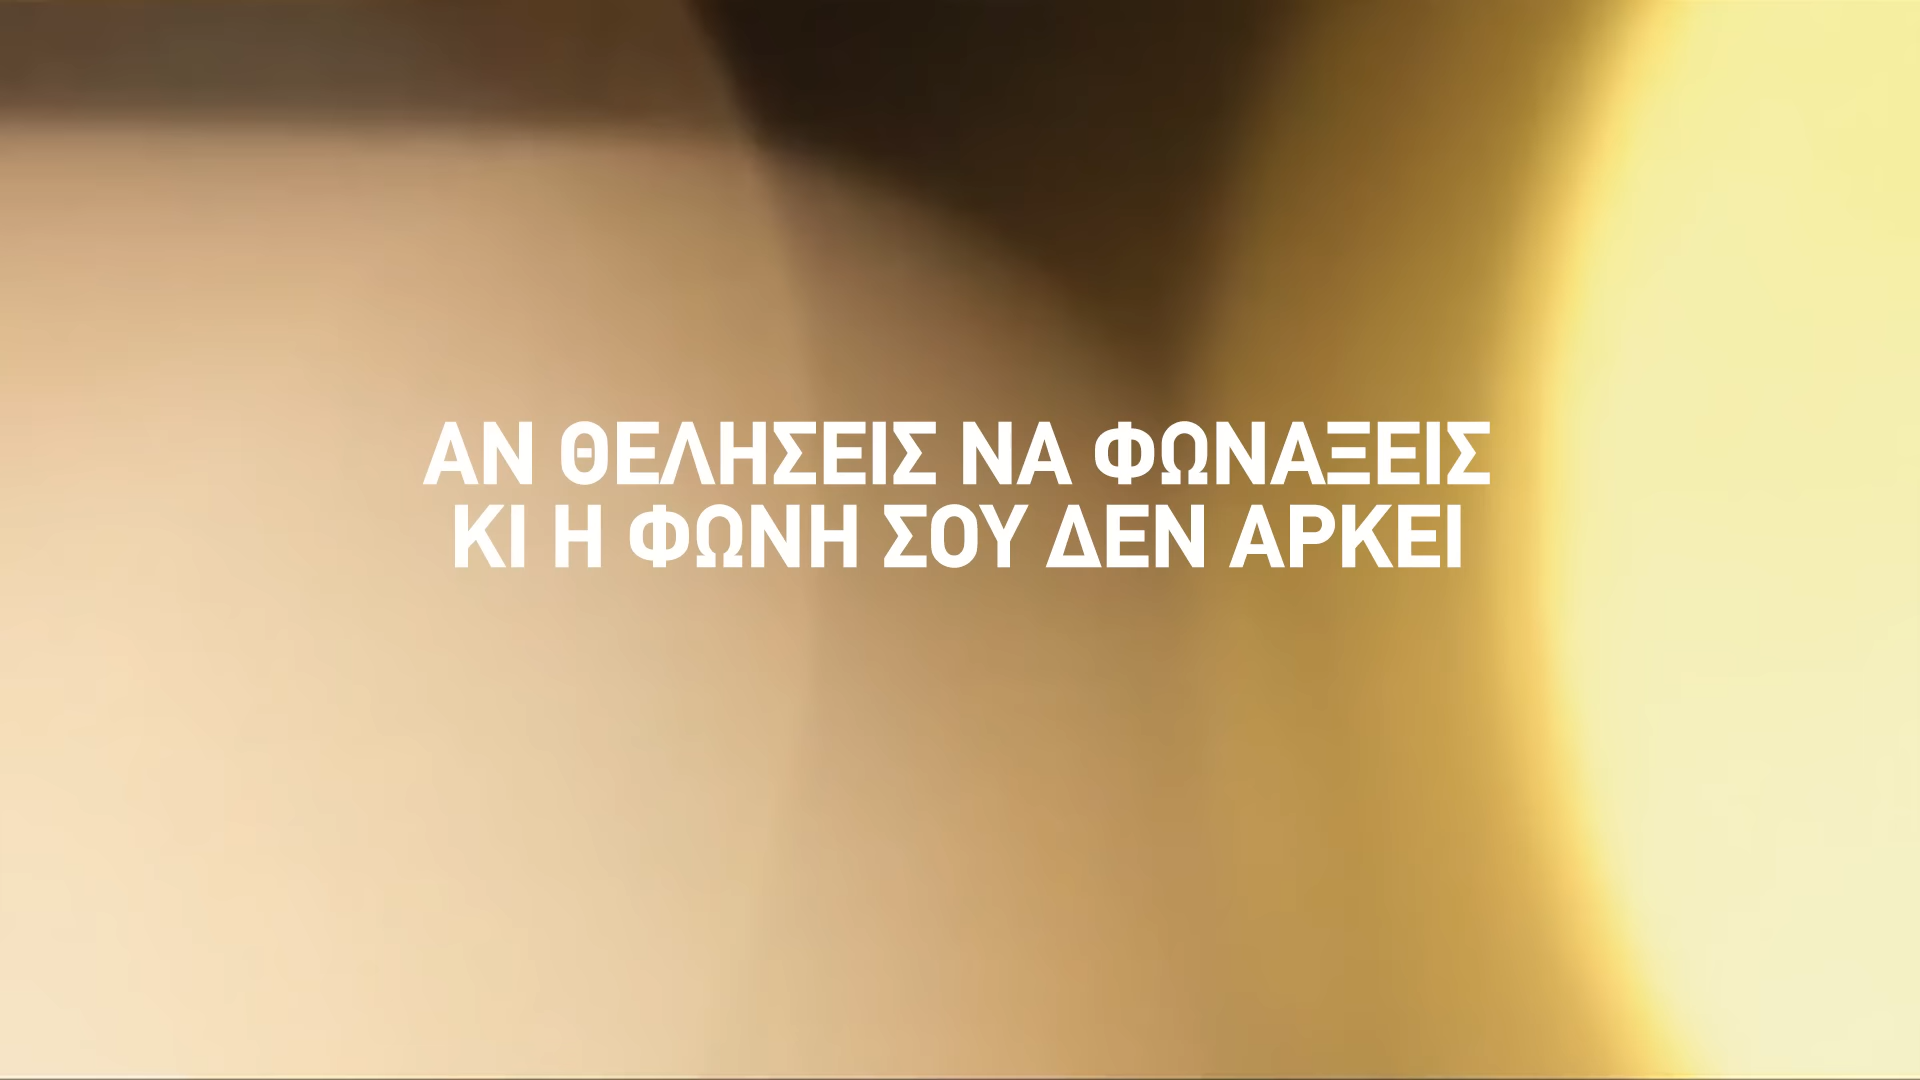 ΑΝ ΘΕΛΗΣΕΙΣ ΝΑ ΦΩΝΑΞΕΙΣ
ΚΙ Η ΦΩΝΗ ΣΟΥ ΔΕΝ ΑΡΚΕΙ